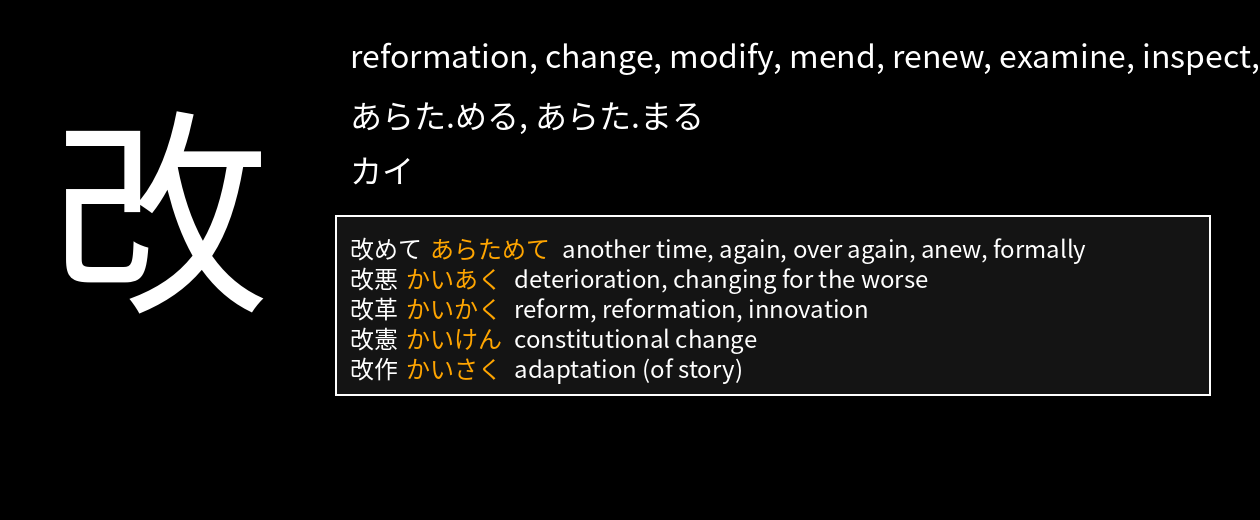 改
reformation, change, modify, mend, renew, examine, inspect,
あらた.める, あらた.まる
カイ
改めて あらためて another time, again, over again, anew, formally
改悪 かいあく deterioration, changing for the worse
改革 かいかく reform, reformation, innovation
改憲 かいけん constitutional change
改作 かいさく adaptation (of story)